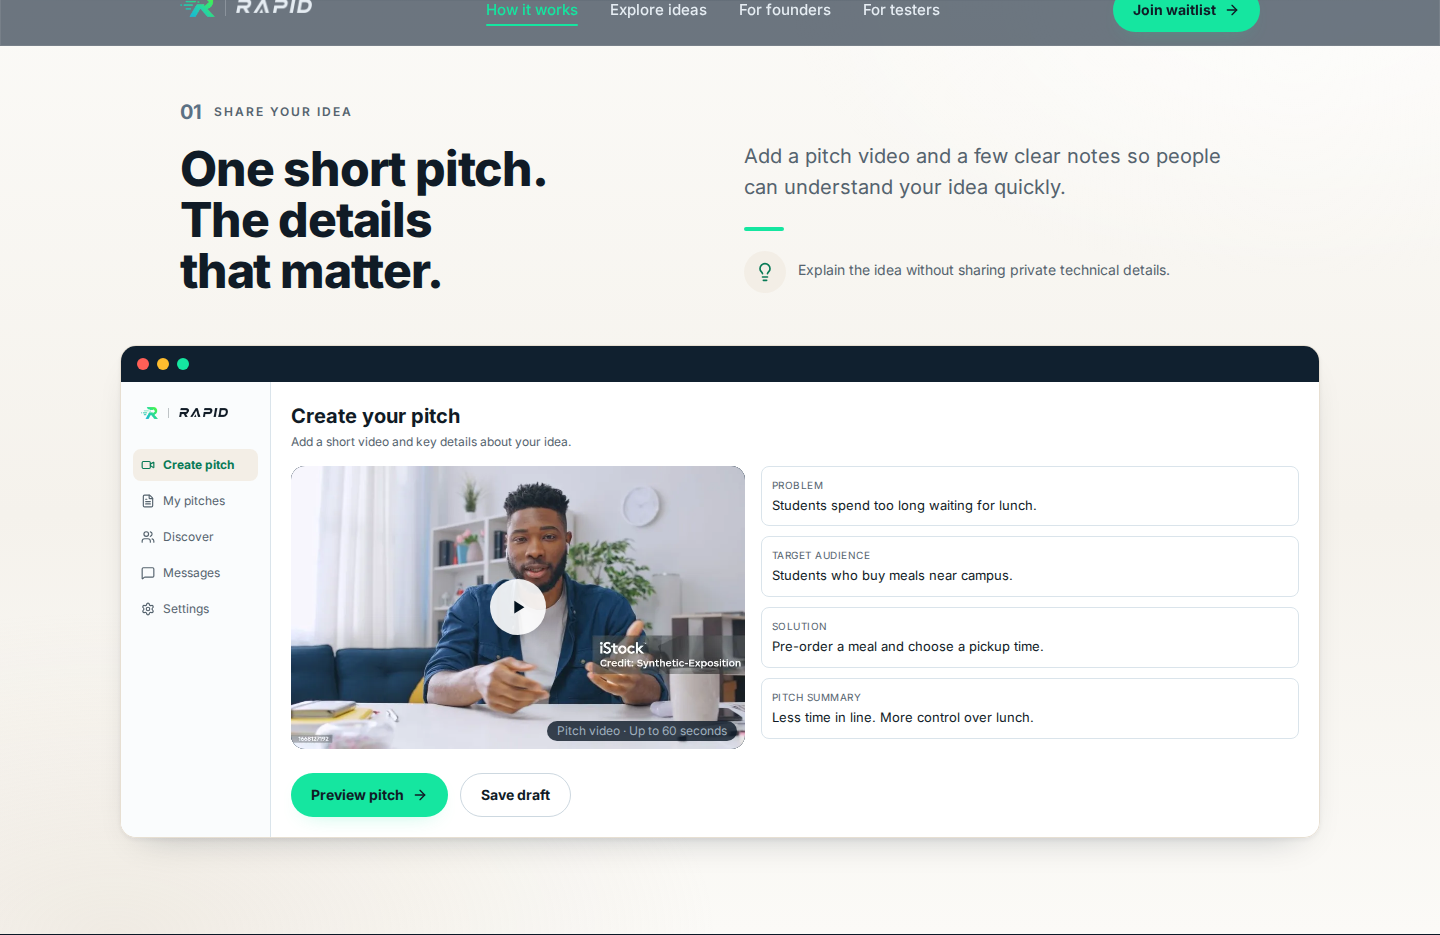 RAPID
How it works
Explore ideas
For founders
For testers
Join waitlist
01 SHARE YOUR IDEA
One short pitch.
The details
that matter.
Add a pitch video and a few clear notes so people
can understand your idea quickly.
Explain the idea without sharing private technical details.
RAPID
Create pitch
My pitches
Discover
Messages
Settings
Create your pitch
Add a short video and key details about your idea.
iStock
Credit: Synthetic-Exposition
1668127192
Pitch video · Up to 60 seconds
PROBLEM
Students spend too long waiting for lunch.
TARGET AUDIENCE
Students who buy meals near campus.
SOLUTION
Pre-order a meal and choose a pickup time.
PITCH SUMMARY
Less time in line. More control over lunch.
Preview pitch
Save draft